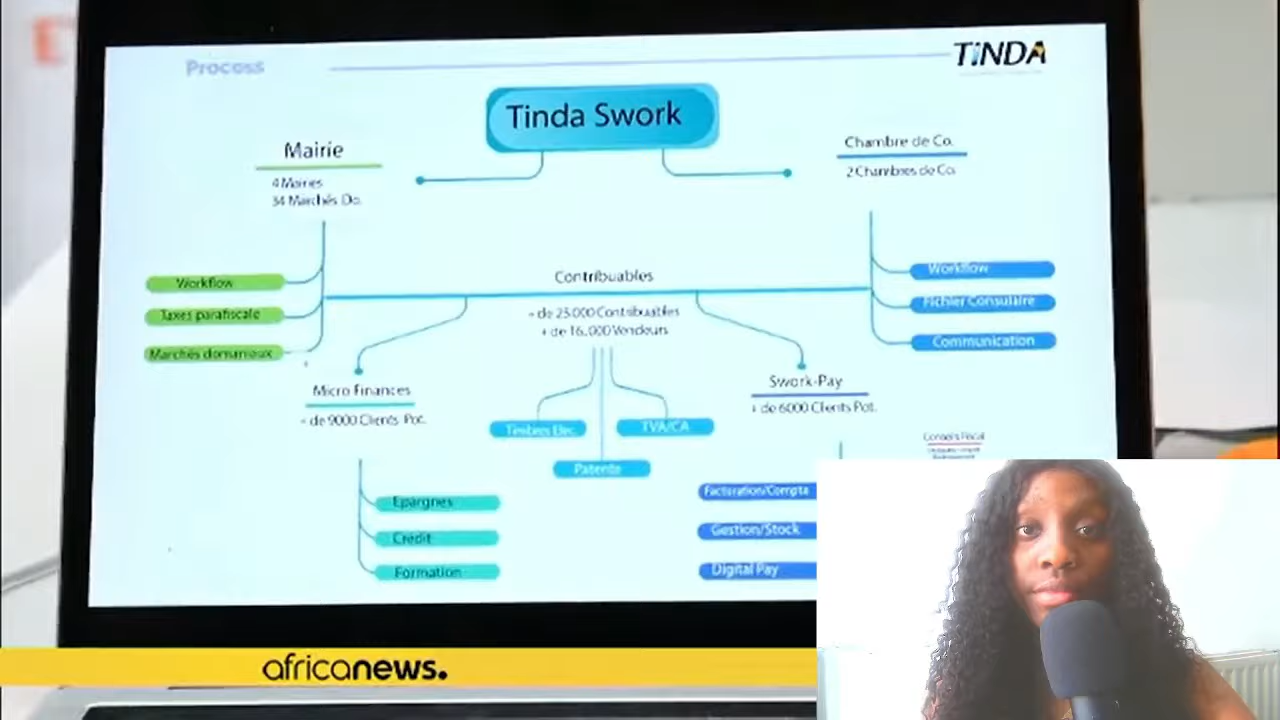 Process
TINDA
Tinda Swork
Mairie
4 Mairies
34 Marchés Do.
Chambre de Co.
2 Chambres de Co.
Workflow
Taxes parafiscale
Marchés domaniaux
Contribuables
+ de 25.000 Contribuables
+ de 16.000 Vendeurs
Workflow
Fichier Consulaire
Communication
Micro Finances
+ de 9000 Clients Pot.
Timbres Elec.
TVA/CA
Patente
Swork-Pay
+ de 6000 Clients Pot.
Conseils Fiscal
Epargnes
Crédit
Formation
Facturation/Compta
Gestion/Stock
Digital Pay
africanews.